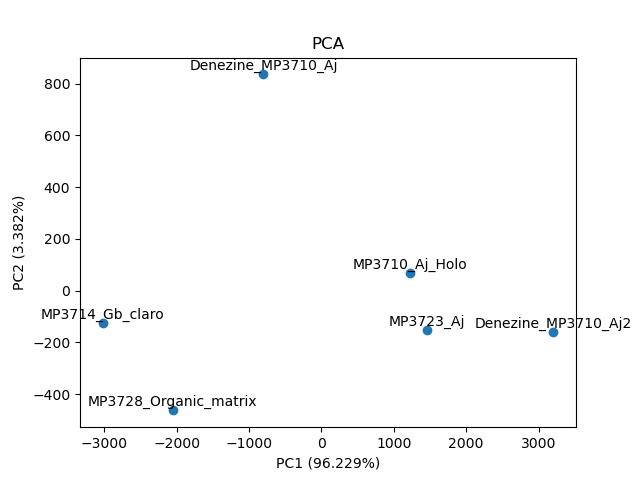 PCA
Denezine_MP3710_Aj
800
600
400
200
0
−200
−400
PC2 (3.382%)
MP3710_Aj_Holo
MP3714_Gb_claro
MP3723_Aj
Denezine_MP3710_Aj2
MP3728_Organic_matrix
−3000 −2000 −1000 0 1000 2000 3000
PC1 (96.229%)